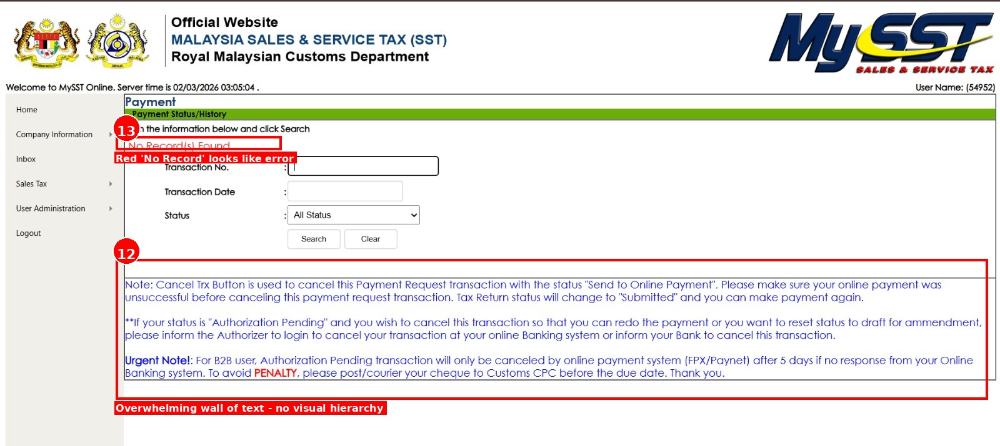 Official Website
MALAYSIA SALES & SERVICE TAX (SST)
Royal Malaysian Customs Department
MySST
SALES & SERVICE TAX
Welcome to MySST Online. Server time is 02/03/2026 03:05:04 .
User Name: (54952)
Home
Company Information
Inbox
Sales Tax
User Administration
Logout
Payment
Payment Status/History
13
n the information below and click Search
No Record(s) Found
Red 'No Record' looks like error
Transaction No. :
Transaction Date :
Status : All Status
Search Clear
12
Note: Cancel Trx Button is used to cancel this Payment Request transaction with the status "Send to Online Payment". Please make sure your online payment was
unsuccessful before canceling this payment request transaction. Tax Return status will change to "Submitted" and you can make payment again.
**If your status is "Authorization Pending" and you wish to cancel this transaction so that you can redo the payment or you want to reset status to draft for ammendment,
please inform the Authorizer to login to cancel your transaction at your online Banking system or inform your Bank to cancel this transaction.
Urgent Note!: For B2B user, Authorization Pending transaction will only be canceled by online payment system (FPX/Paynet) after 5 days if no response from your Online
Banking system. To avoid PENALTY, please post/courier your cheque to Customs CPC before the due date. Thank you.
Overwhelming wall of text - no visual hierarchy